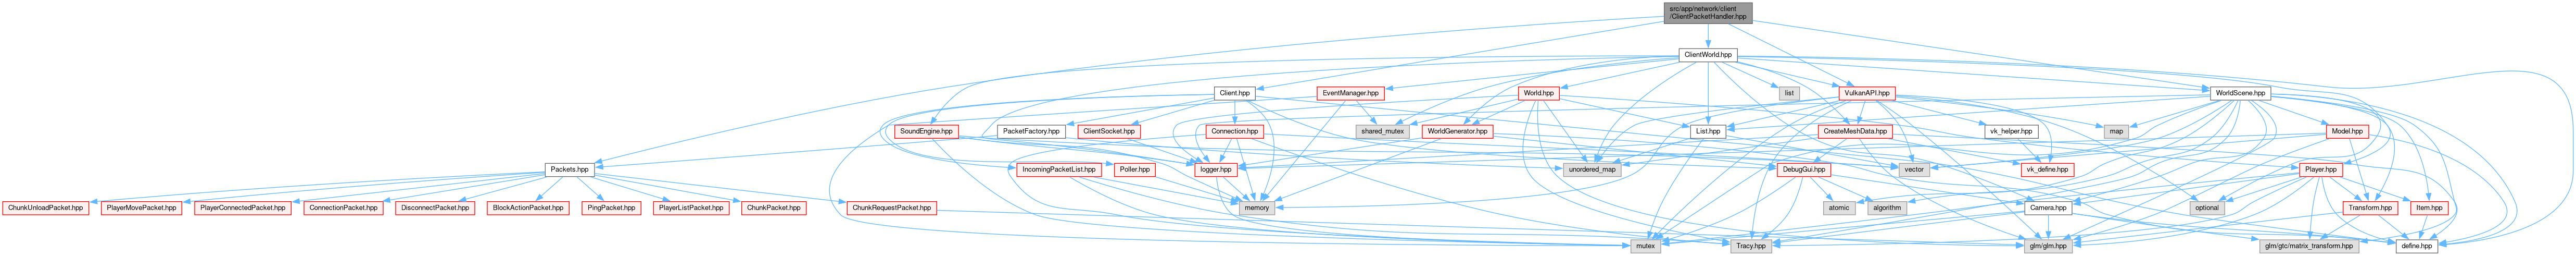 src/app/network/client
/ClientPacketHandler.hpp
ClientWorld.hpp
Client.hpp
EventManager.hpp
list
World.hpp
VulkanAPI.hpp
WorldScene.hpp
SoundEngine.hpp
PacketFactory.hpp
ClientSocket.hpp
Connection.hpp
shared_mutex
WorldGenerator.hpp
List.hpp
CreateMeshData.hpp
vk_helper.hpp
map
Model.hpp
Packets.hpp
IncomingPacketList.hpp
Poller.hpp
logger.hpp
unordered_map
DebugGui.hpp
vector
vk_define.hpp
Player.hpp
ChunkUnloadPacket.hpp
PlayerMovePacket.hpp
PlayerConnectedPacket.hpp
ConnectionPacket.hpp
DisconnectPacket.hpp
BlockActionPacket.hpp
PingPacket.hpp
PlayerListPacket.hpp
ChunkPacket.hpp
ChunkRequestPacket.hpp
memory
atomic
algorithm
Camera.hpp
optional
Transform.hpp
Item.hpp
mutex
Tracy.hpp
glm/glm.hpp
glm/gtc/matrix_transform.hpp
define.hpp